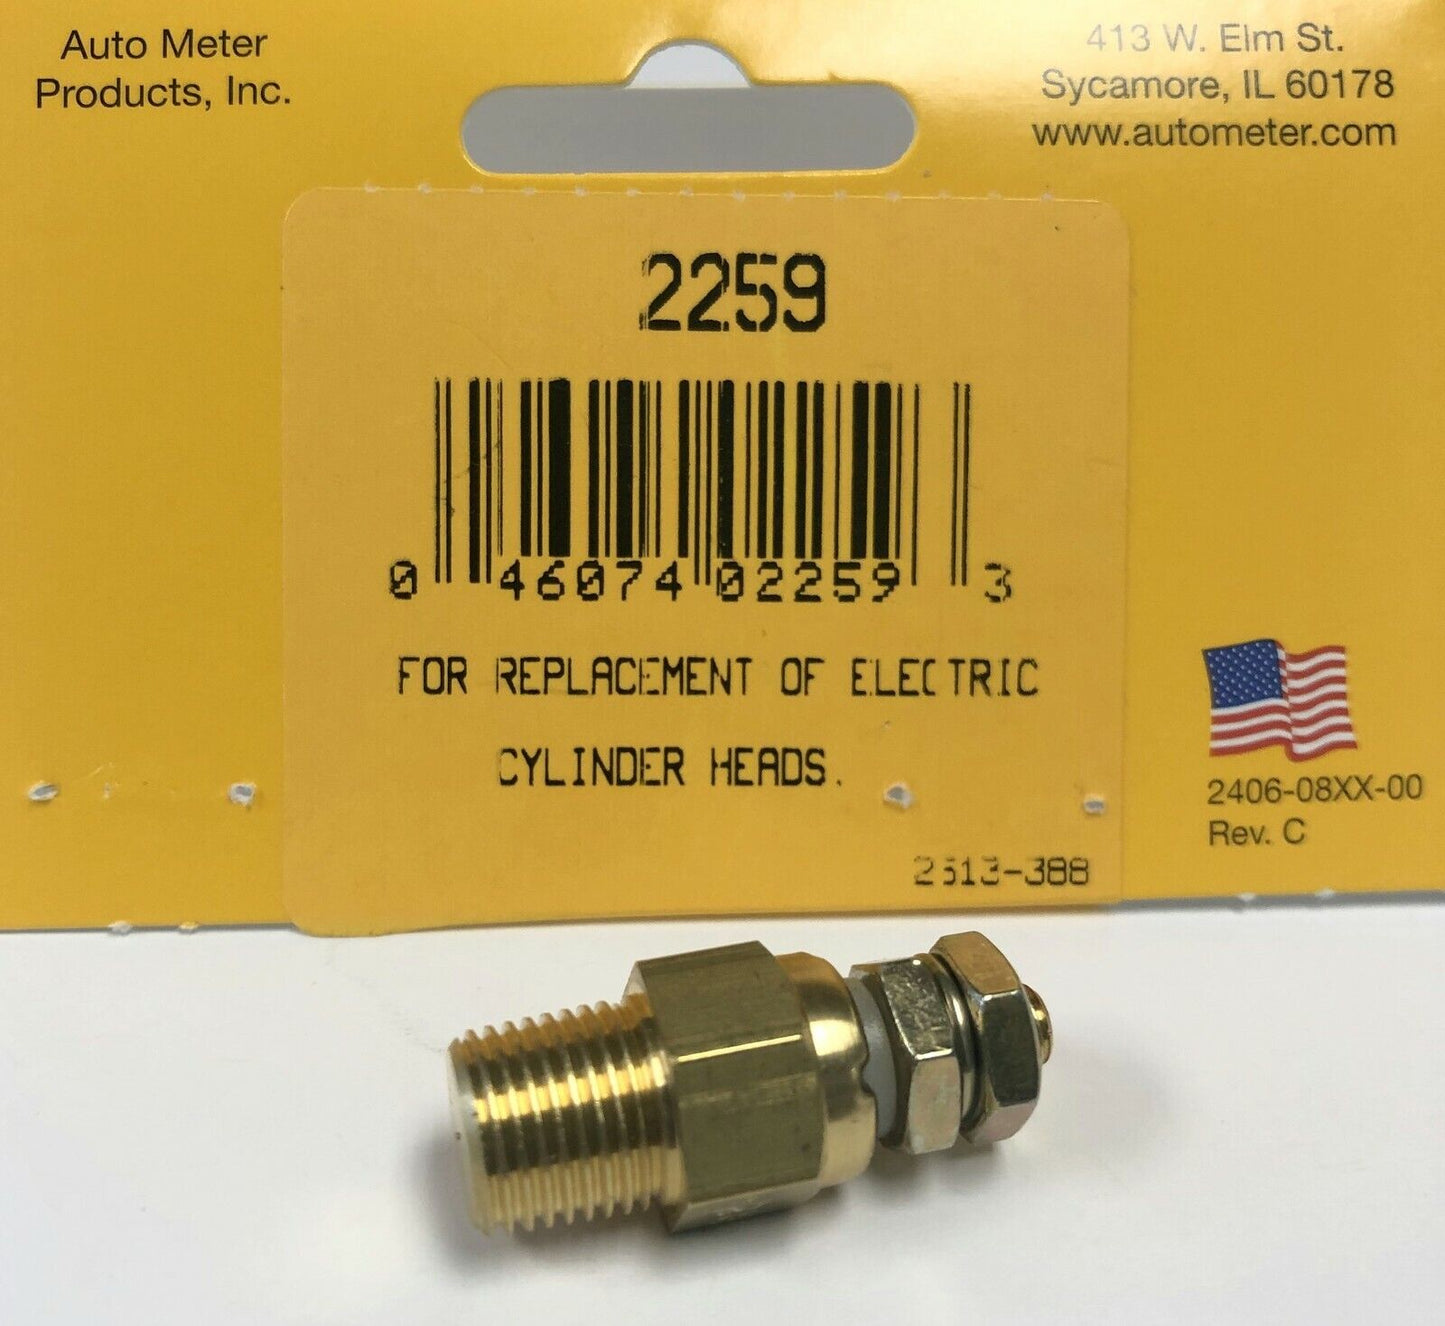 Auto Meter
Products, Inc.
413 W. Elm St.
Sycamore, IL 60178
www.autometer.com
2259
0 46074 02259 3
FOR REPLACEMENT OF ELECTRIC
CYLINDER HEADS.
2406-08XX-00
Rev. C
2513-388